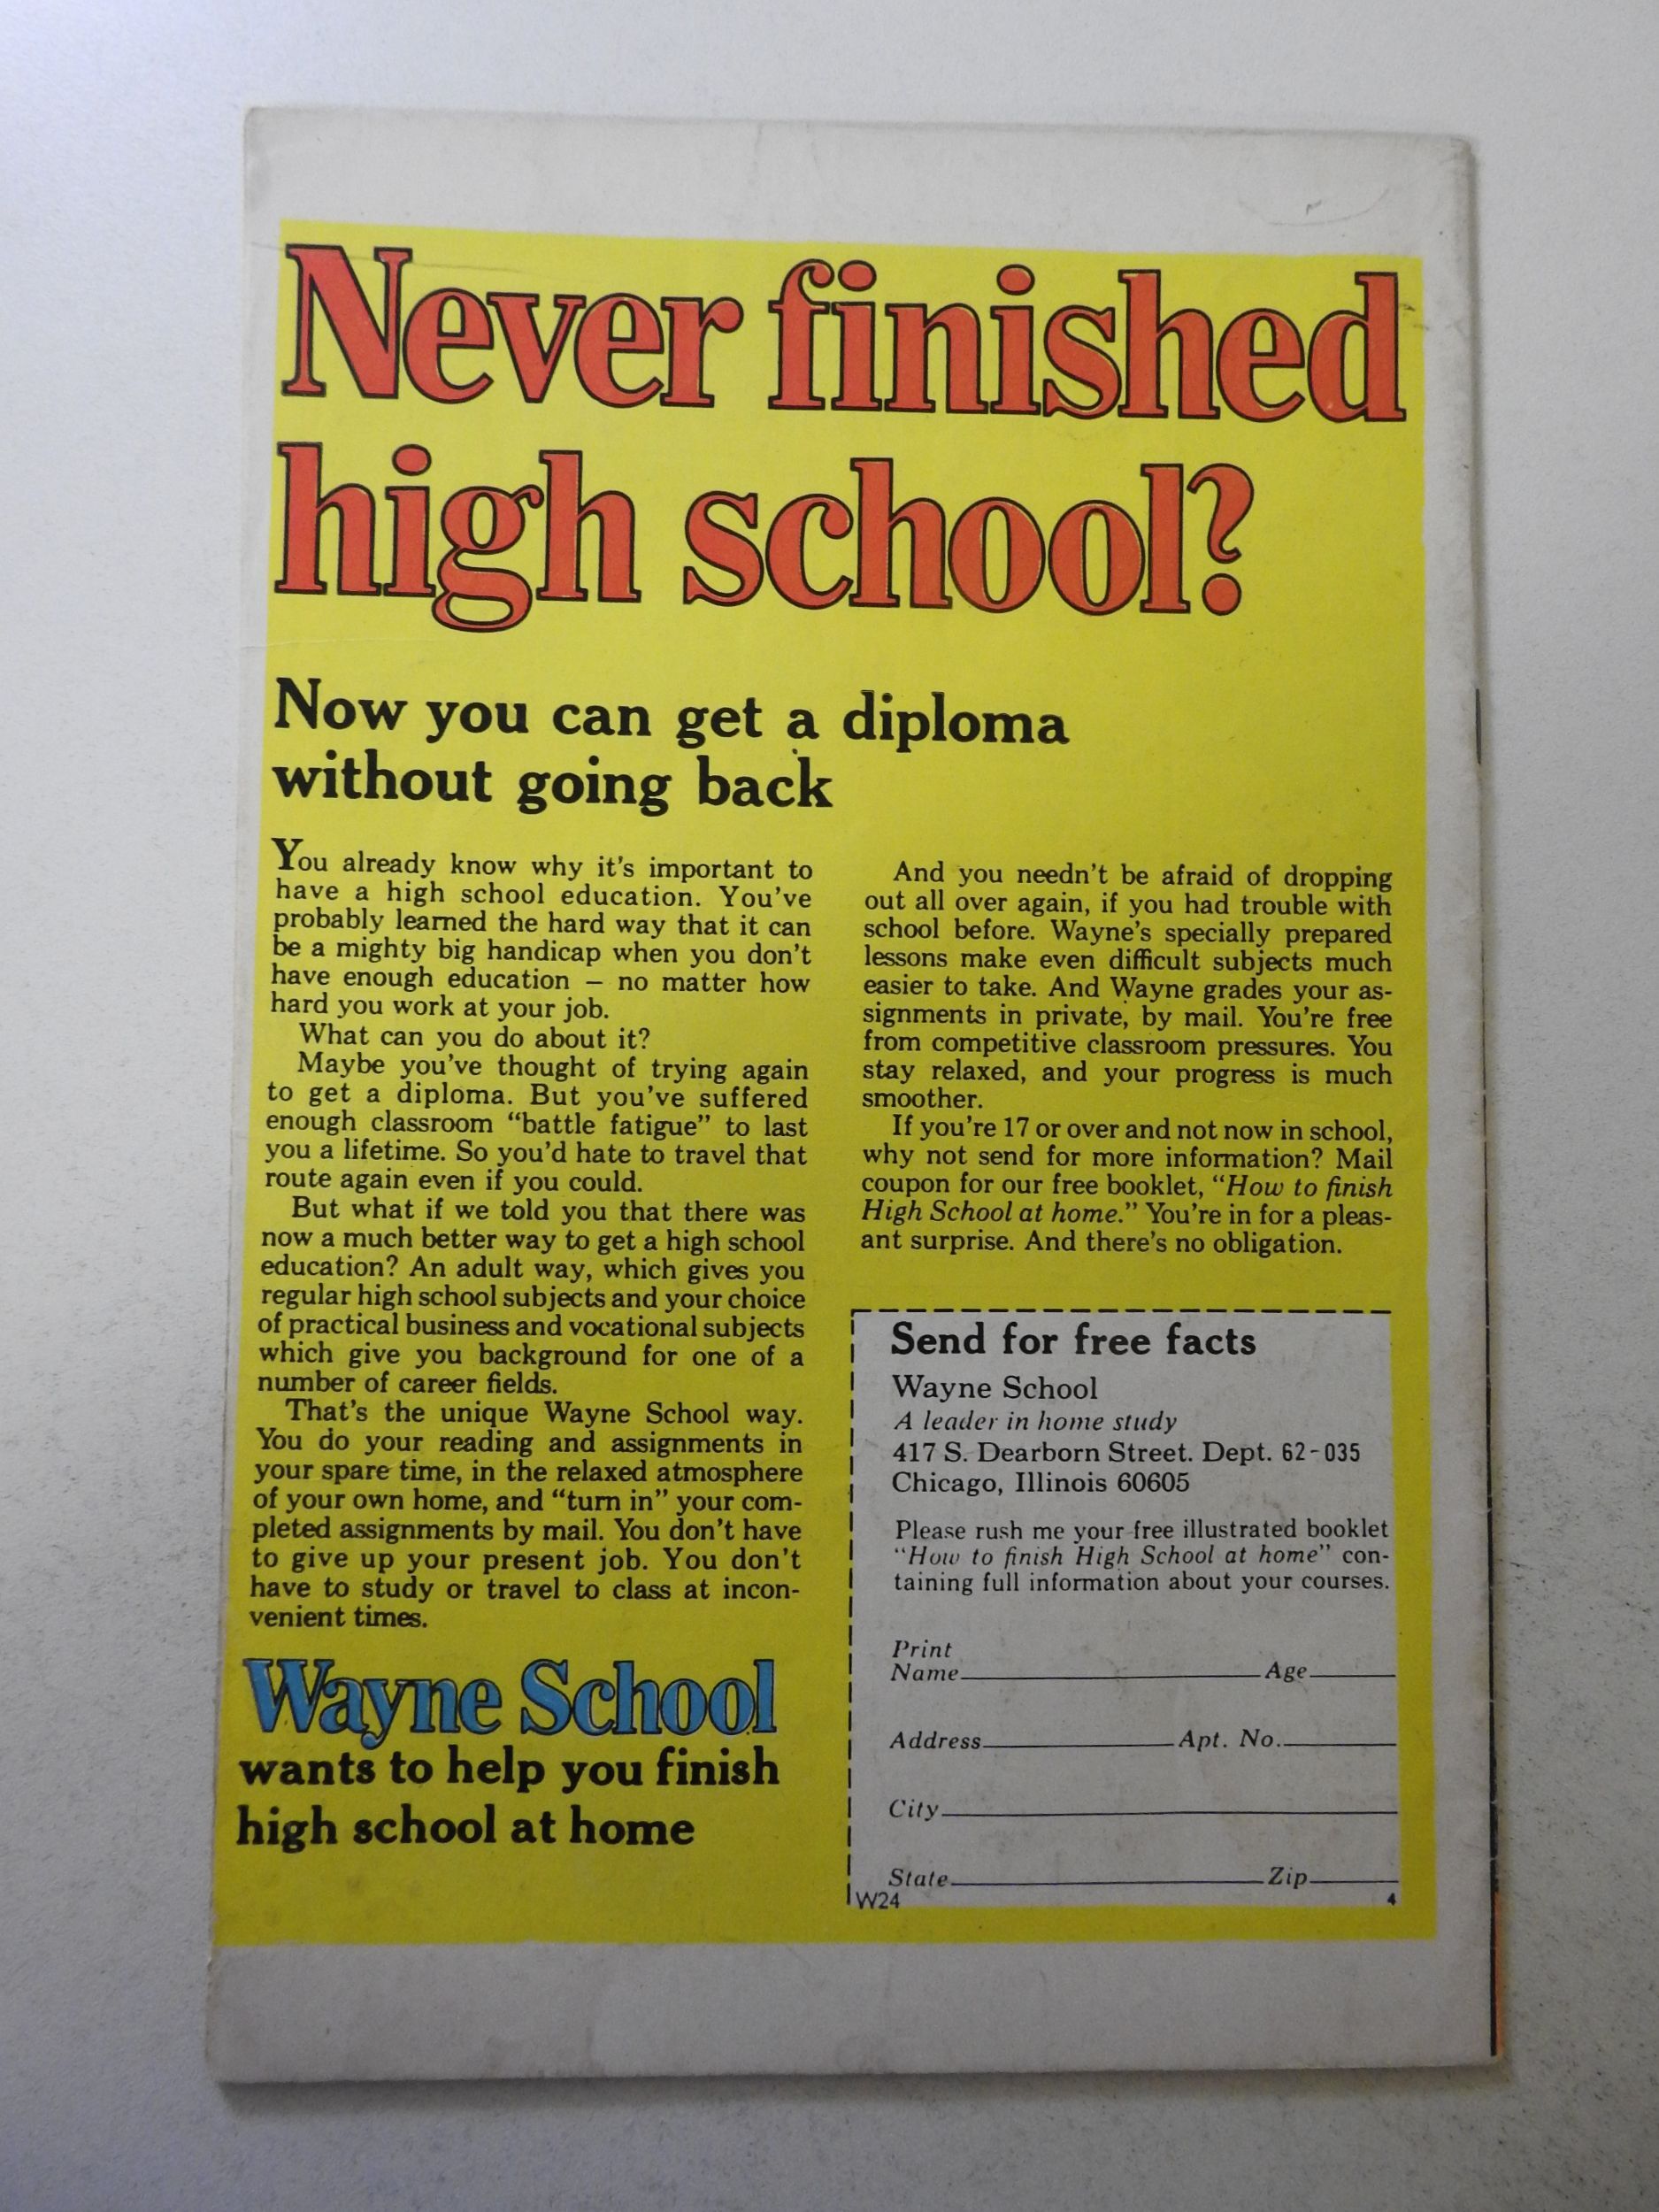 Never finished
high school?
Now you can get a diploma
without going back
You already know why it's important to
have a high school education. You've
probably learned the hard way that it can
be a mighty big handicap when you don't
have enough education – no matter how
hard you work at your job.
What can you do about it?
Maybe you've thought of trying again
to get a diploma. But you've suffered
enough classroom “battle fatigue” to last
you a lifetime. So you'd hate to travel that
route again even if you could.
But what if we told you that there was
now a much better way to get a high school
education? An adult way, which gives you
regular high school subjects and your choice
of practical business and vocational subjects
which give you background for one of a
number of career fields.
That's the unique Wayne School way.
You do your reading and assignments in
your spare time, in the relaxed atmosphere
of your own home, and “turn in” your com-
pleted assignments by mail. You don't have
to give up your present job. You don't
have to study or travel to class at incon-
venient times.
Wayne School
wants to help you finish
high school at home
And you needn't be afraid of dropping
out all over again, if you had trouble with
school before. Wayne's specially prepared
lessons make even difficult subjects much
easier to take. And Wayne grades your as-
signments in private, by mail. You're free
from competitive classroom pressures. You
stay relaxed, and your progress is much
smoother.
If you're 17 or over and not now in school,
why not send for more information? Mail
coupon for our free booklet, “How to finish
High School at home.” You're in for a pleas-
ant surprise. And there's no obligation.
Send for free facts
Wayne School
A leader in home study
417 S. Dearborn Street. Dept. 62-035
Chicago, Illinois 60605
Please rush me your free illustrated booklet
“How to finish High School at home” con-
taining full information about your courses.
Print
Name Age
Address Apt. No.
City
State Zip
W24 4